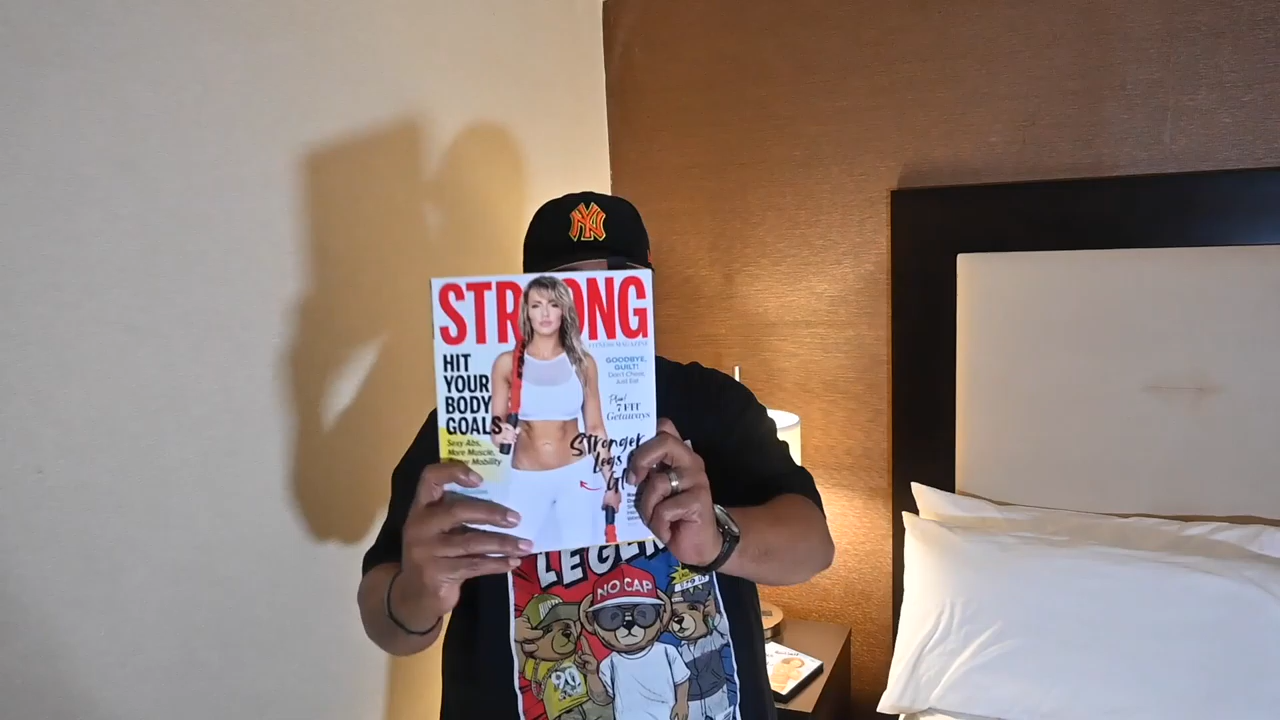 NY
STRONG
FITNESS MAGAZINE
HIT
YOUR
BODY
GOALS
Sexy Abs,
More Muscle,
Mobility
GOODBYE,
GUILT!
Don't Cheat,
Just Eat
Plus!
7 FIT
Getaways
Stronger
Legs
LEGEN
NO CAP
90